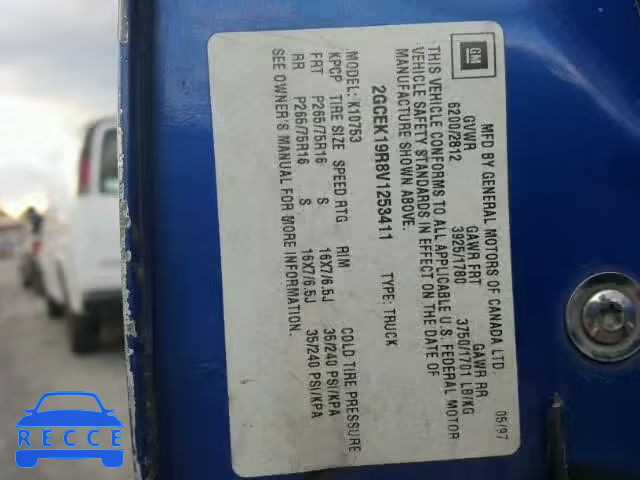 GM
MFD BY GENERAL MOTORS OF CANADA LTD.
05/97
GVWR GAWR FRT GAWR RR
6200/2812 3925/1780 3750/1701 LB/KG
THIS VEHICLE CONFORMS TO ALL APPLICABLE U.S. FEDERAL MOTOR
VEHICLE SAFETY STANDARDS IN EFFECT ON THE DATE OF
MANUFACTURE SHOWN ABOVE.
2GCEK19R8V1253411 TYPE: TRUCK
MODEL: K10753
KPCP TIRE SIZE SPEED RTG RIM COLD TIRE PRESSURE
FRT P265/75R16 S 16X7/6.5J 35/240 PSI/KPA
RR P265/75R16 S 16X7/6.5J 35/240 PSI/KPA
SEE OWNER'S MANUAL FOR MORE INFORMATION.
RECCE